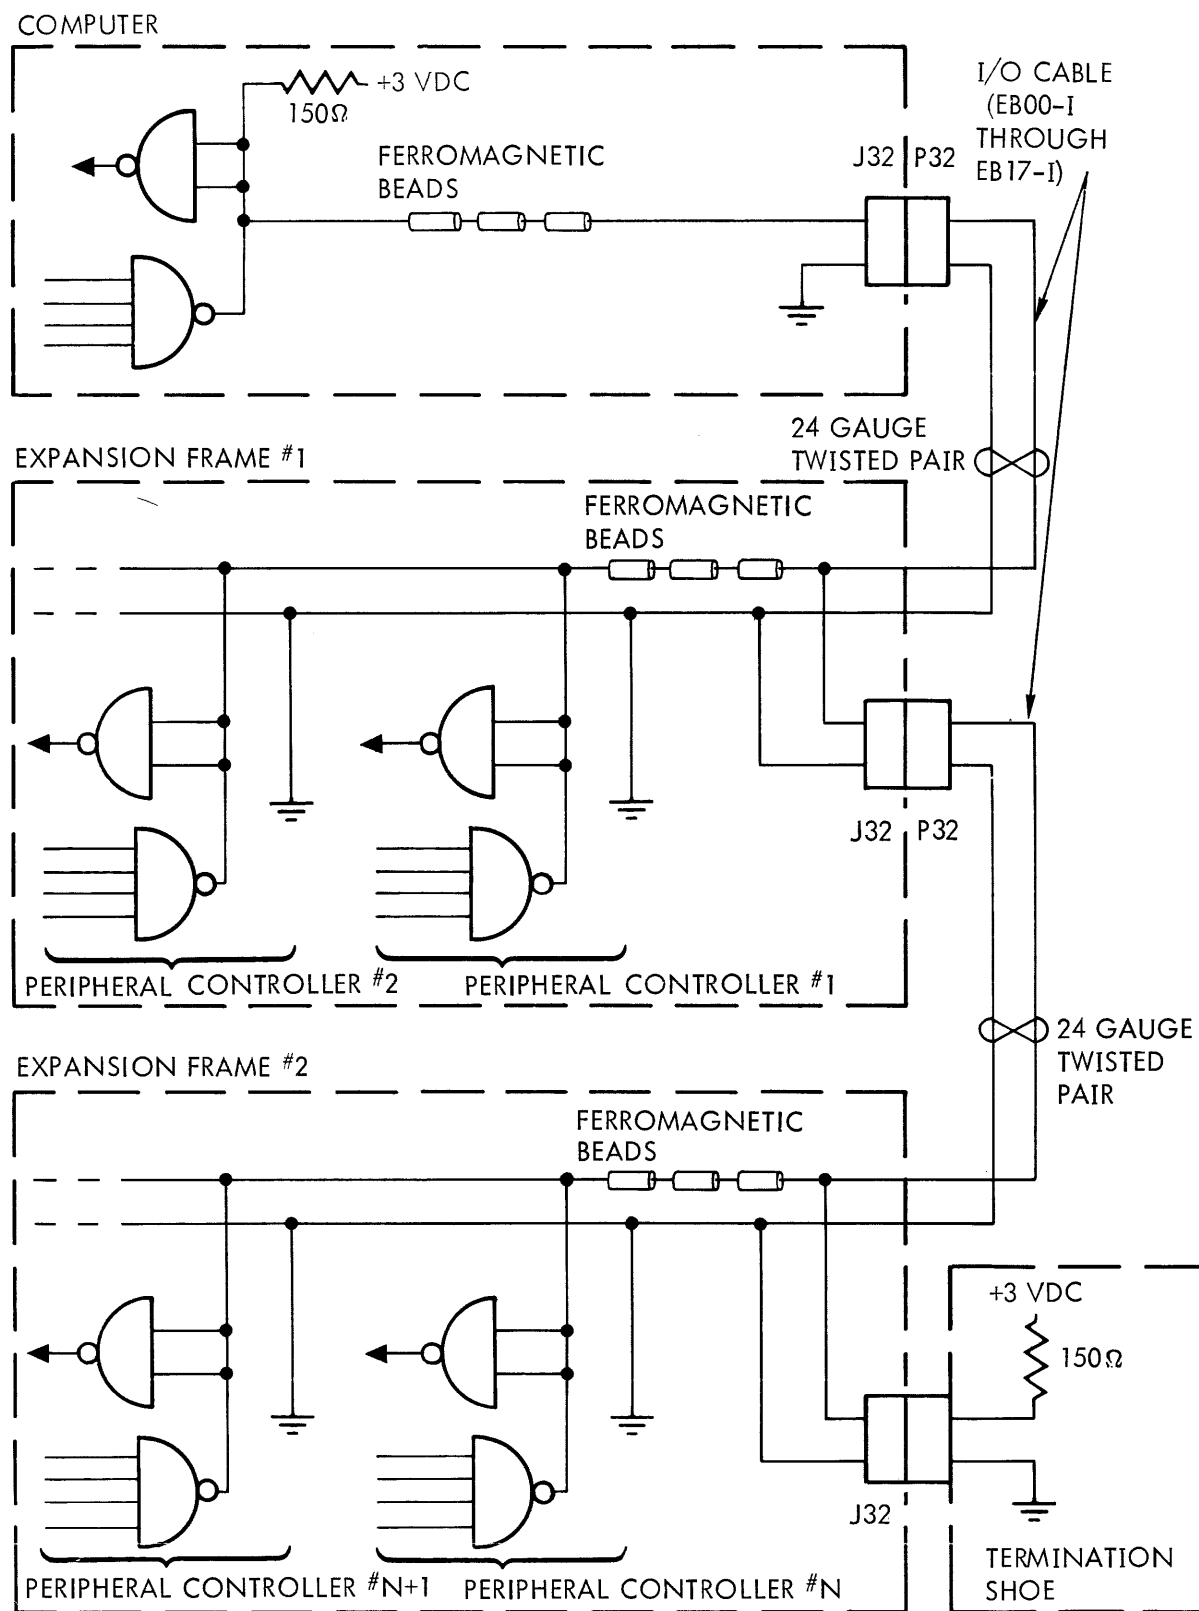 COMPUTER
+3 VDC
150Ω
FERROMAGNETIC
BEADS
J32 P32
I/O CABLE
(EB00-I
THROUGH
EB17-I)
24 GAUGE
TWISTED PAIR
EXPANSION FRAME #1
FERROMAGNETIC
BEADS
J32 P32
PERIPHERAL CONTROLLER #2
PERIPHERAL CONTROLLER #1
24 GAUGE
TWISTED
PAIR
EXPANSION FRAME #2
FERROMAGNETIC
BEADS
+3 VDC
150Ω
J32
PERIPHERAL CONTROLLER #N+1
PERIPHERAL CONTROLLER #N
TERMINATION
SHOE